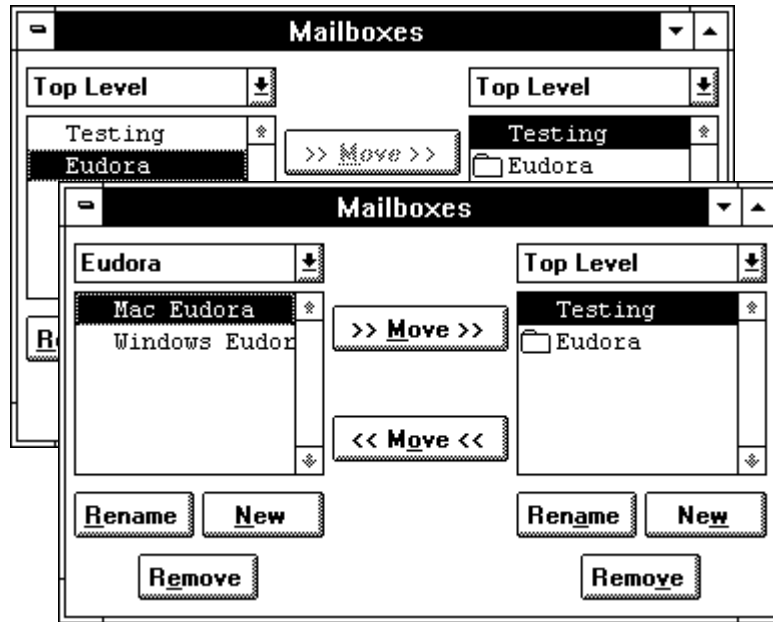 Mailboxes
Top Level
Top Level
Testing
Eudora
>> Move >>
Testing
Eudora
R
Mailboxes
Eudora
Top Level
Mac Eudora
Windows Eudor
>> Move >>
<< Move <<
Testing
Eudora
Rename
New
Rename
New
Remove
Remove